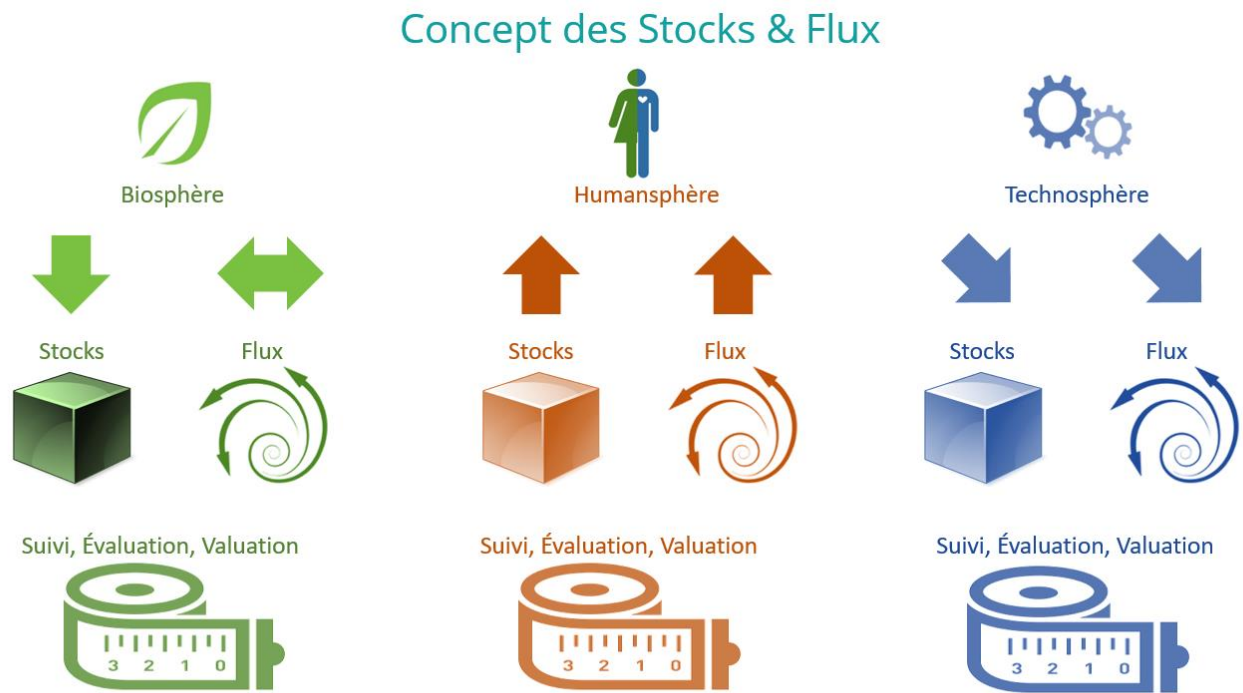 Concept des Stocks & Flux
Biosphère
Humansphère
Technosphère
Stocks
Flux
Stocks
Flux
Stocks
Flux
Suivi, Évaluation, Valuation
Suivi, Évaluation, Valuation
Suivi, Évaluation, Valuation
3 2 1 0
3 2 1 0
3 2 1 0